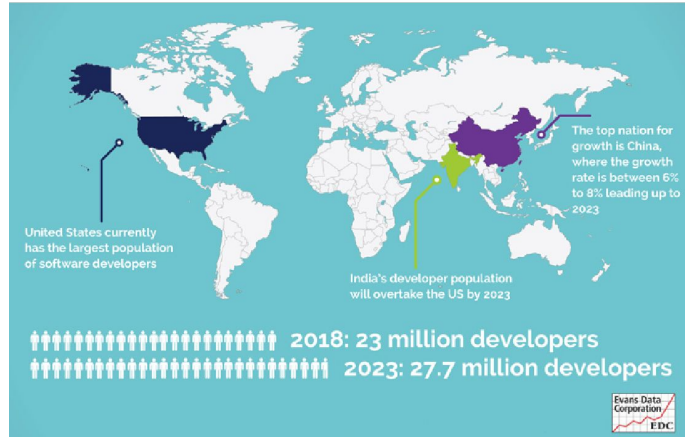 The top nation for
growth is China,
where the growth
rate is between 6%
to 8% leading up to
2023
United States currently
has the largest population
of software developers
India's developer population
will overtake the US by 2023
2018: 23 million developers
2023: 27.7 million developers
Evans Data
Corporation
EDC